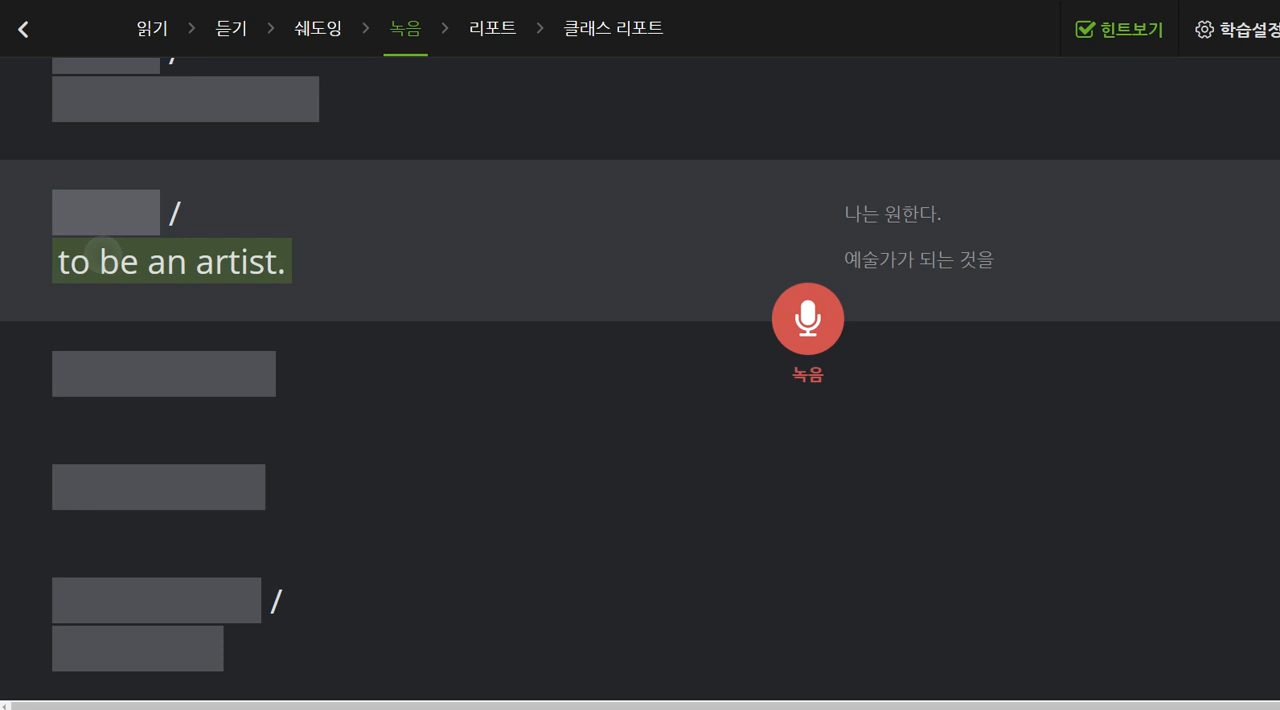 읽기 > 듣기 > 쉐도잉 > 녹음 > 리포트 > 클래스 리포트
힌트보기
학습설정
/
/
나는 원한다.
to be an artist.
예술가가 되는 것을
녹음
/